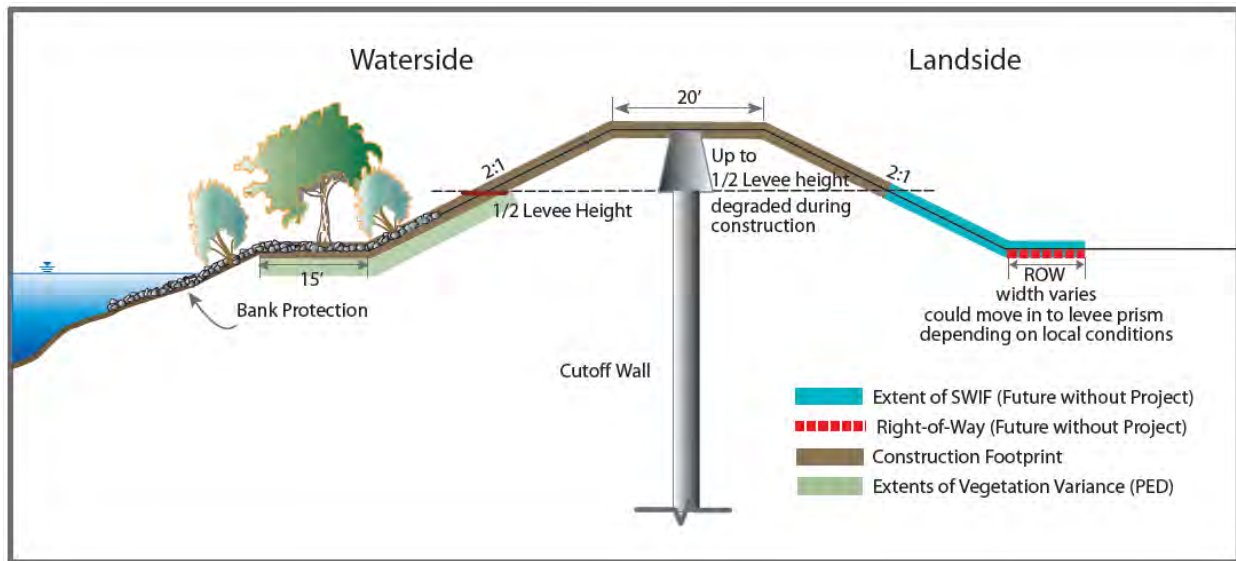 Waterside
Landside
20'
2:1
Up to
1/2 Levee height
degraded during
construction
2:1
1/2 Levee Height
15'
Bank Protection
ROW
width varies
could move in to levee prism
depending on local conditions
Cutoff Wall
Extent of SWIF (Future without Project)
Right-of-Way (Future without Project)
Construction Footprint
Extents of Vegetation Variance (PED)